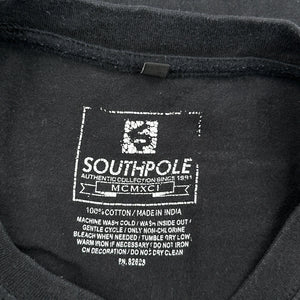 SOUTHPOLE
AUTHENTIC COLLECTION SINCE 1991
MCMXCI
100% COTTON / MADE IN INDIA
MACHINE WASH COLD / WASH INSIDE OUT /
GENTLE CYCLE / ONLY NON-CHLORINE
BLEACH WHEN NEEDED / TUMBLE DRY LOW
WARM IRON IF NECESSARY / DO NOT IRON
ON DECORATION / DO NOT DRY CLEAN
RN. 82623